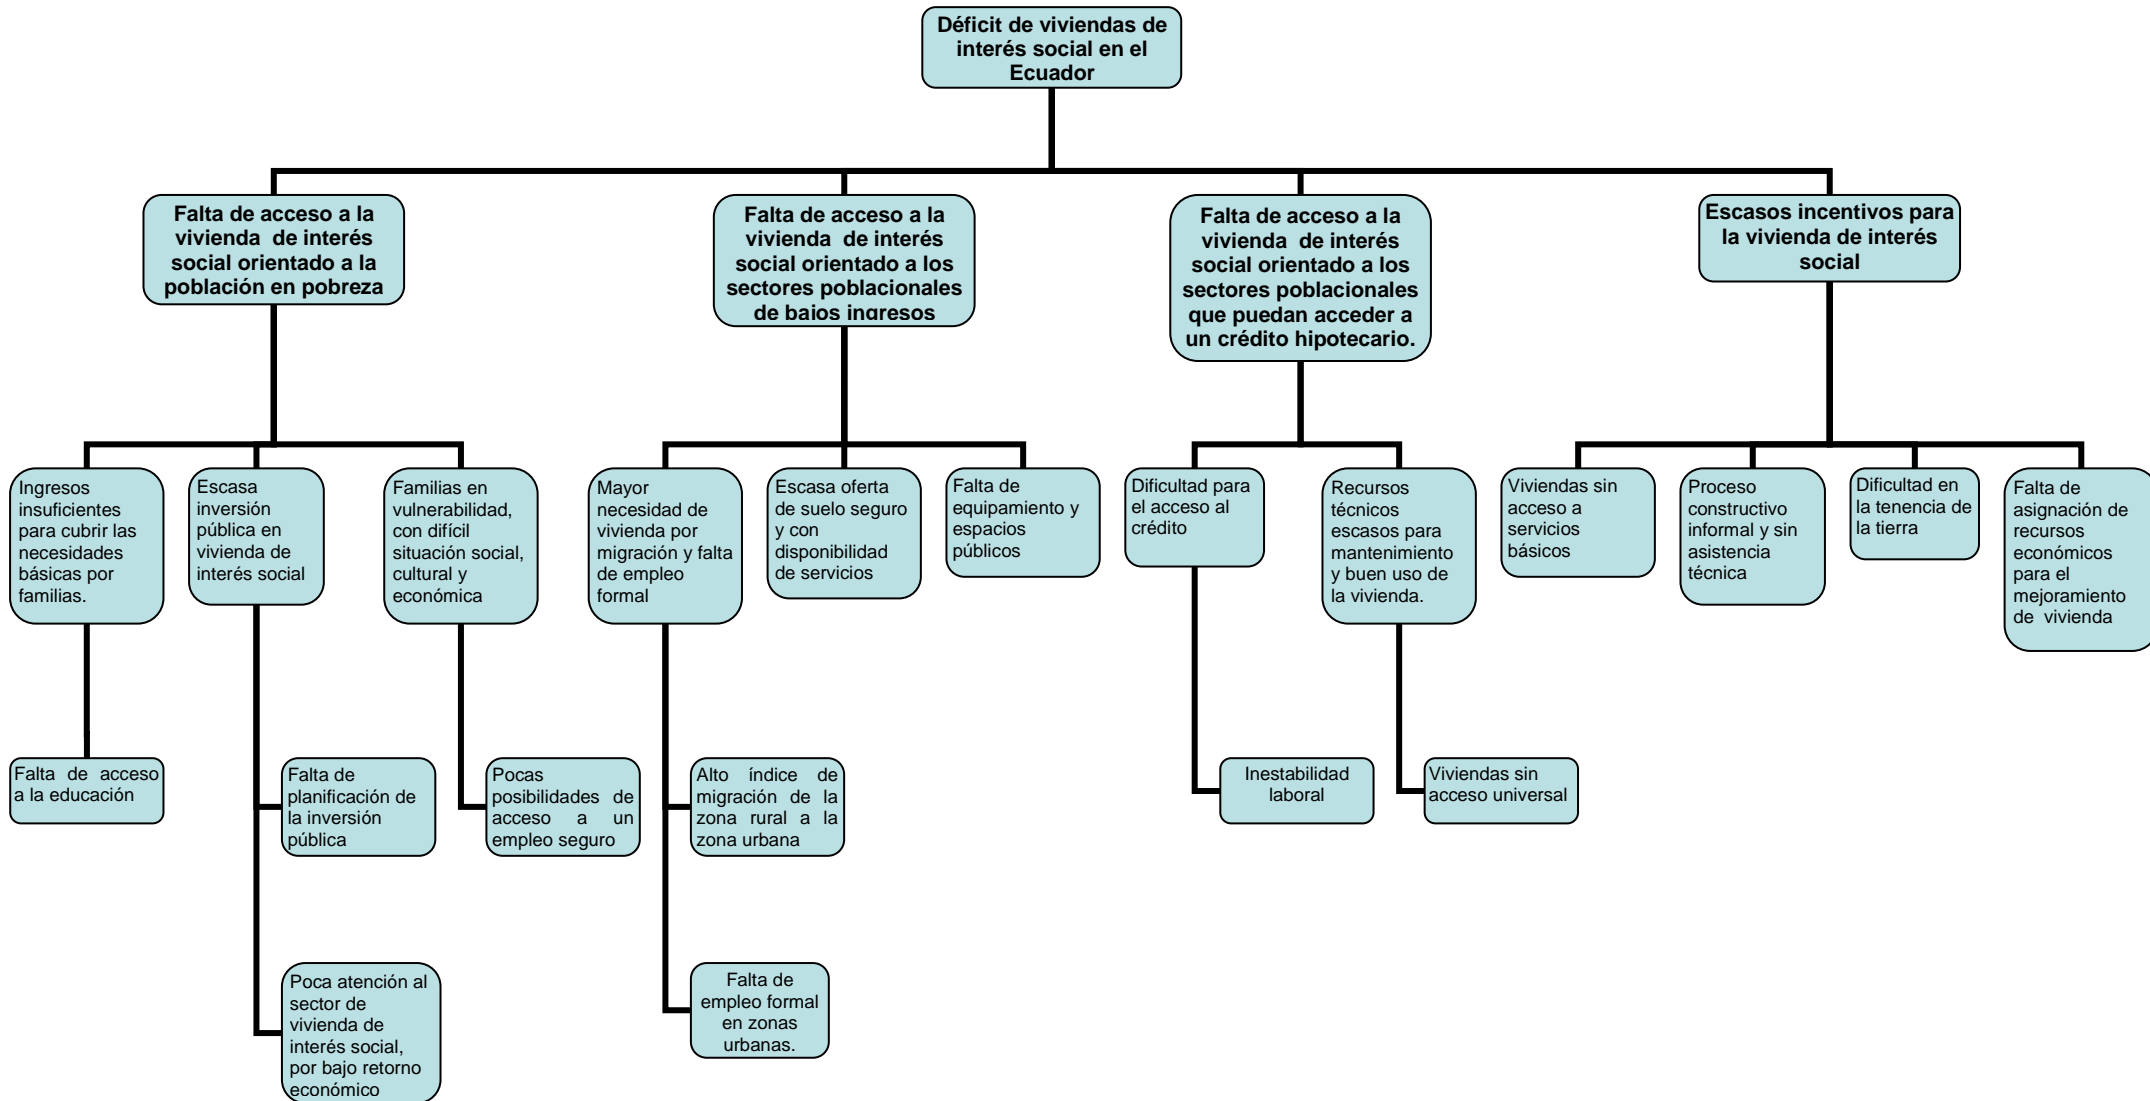 Déficit de viviendas de
interés social en el
Ecuador
Falta de acceso a la
vivienda de interés
social orientado a la
población en pobreza
Falta de acceso a la
vivienda de interés
social orientado a los
sectores poblacionales
de bajos ingresos
Falta de acceso a la
vivienda de interés
social orientado a los
sectores poblacionales
que puedan acceder a
un crédito hipotecario.
Escasos incentivos para
la vivienda de interés
social
Ingresos
insuficientes
para cubrir las
necesidades
básicas por
familias.
Escasa
inversión
pública en
vivienda de
interés social
Familias en
vulnerabilidad,
con difícil
situación social,
cultural y
económica
Mayor
necesidad de
vivienda por
migración y falta
de empleo
formal
Escasa oferta
de suelo seguro
y con
disponibilidad
de servicios
Falta de
equipamiento y
espacios
públicos
Dificultad para
el acceso al
crédito
Recursos
técnicos
escasos para
mantenimiento
y buen uso de
la vivienda.
Viviendas sin
acceso a
servicios
básicos
Proceso
constructivo
informal y sin
asistencia
técnica
Dificultad en
la tenencia de
la tierra
Falta de
asignación de
recursos
económicos
para el
mejoramiento
de vivienda
Falta de acceso
a la educación
Falta de
planificación de
la inversión
pública
Pocas
posibilidades de
acceso a un
empleo seguro
Alto índice de
migración de la
zona rural a la
zona urbana
Inestabilidad
laboral
Viviendas sin
acceso universal
Poca atención al
sector de
vivienda de
interés social,
por bajo retorno
económico
Falta de
empleo formal
en zonas
urbanas.